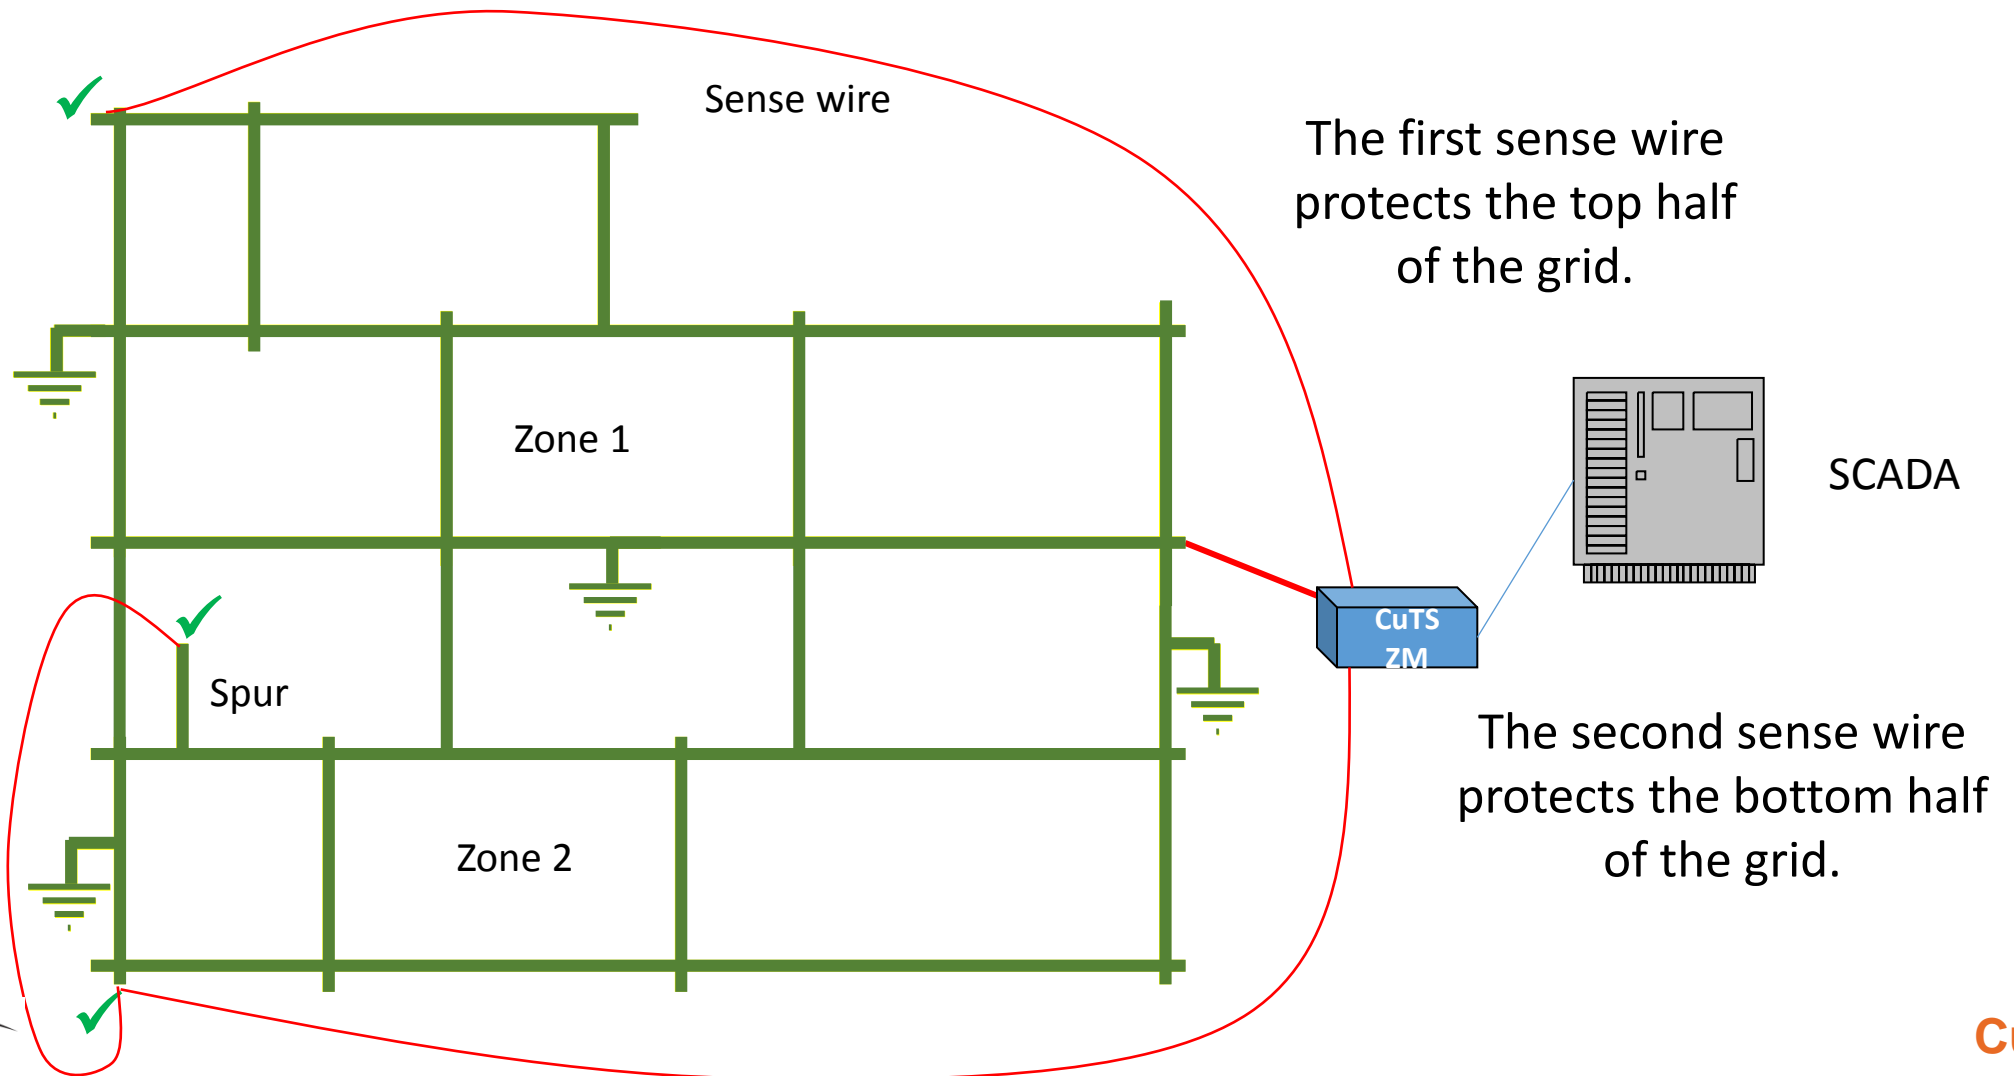 Sense wire
The first sense wire
protects the top half
of the grid.
Zone 1
SCADA
CuTS
ZM
Spur
The second sense wire
protects the bottom half
of the grid.
Zone 2
Cu